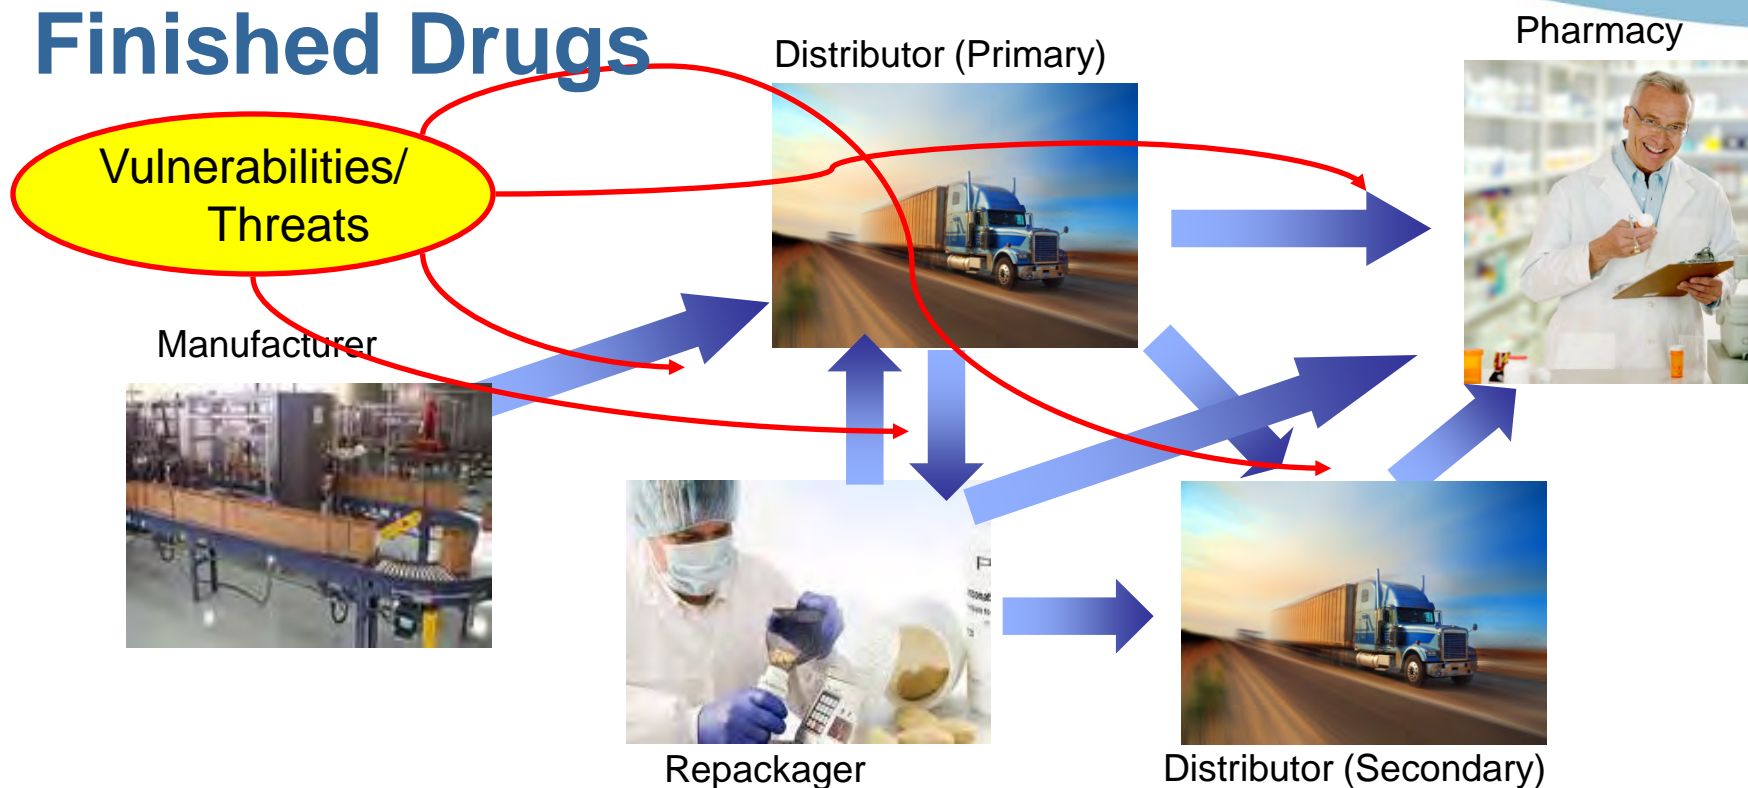 Finished Drugs
Distributor (Primary)
Pharmacy
Vulnerabilities/
Threats
Manufacturer
Repackager
Distributor (Secondary)